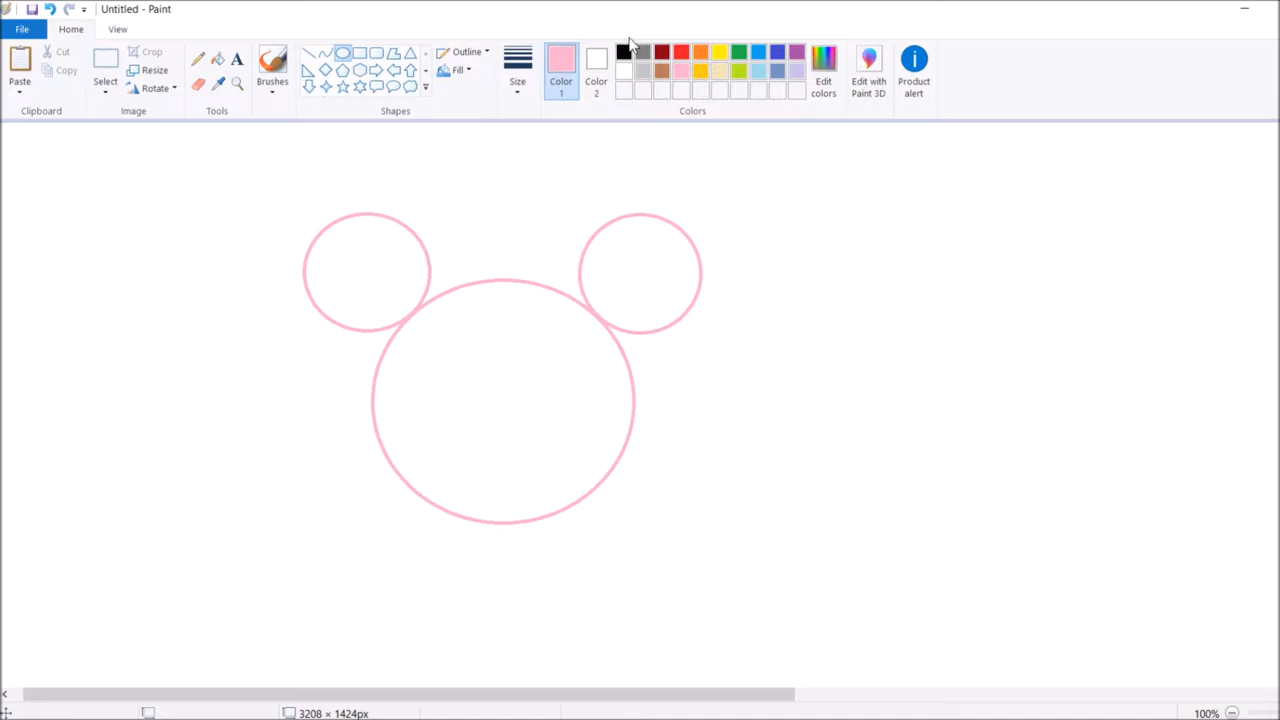 Untitled - Paint
File Home View
Paste
Cut
Copy
Clipboard
Select
Crop
Resize
Rotate
Image
A
Tools
Brushes
Shapes
Outline
Fill
Size
Color
1
Color
2
Colors
Edit
colors
Edit with
Paint 3D
Product
alert
3208 × 1424px
100%